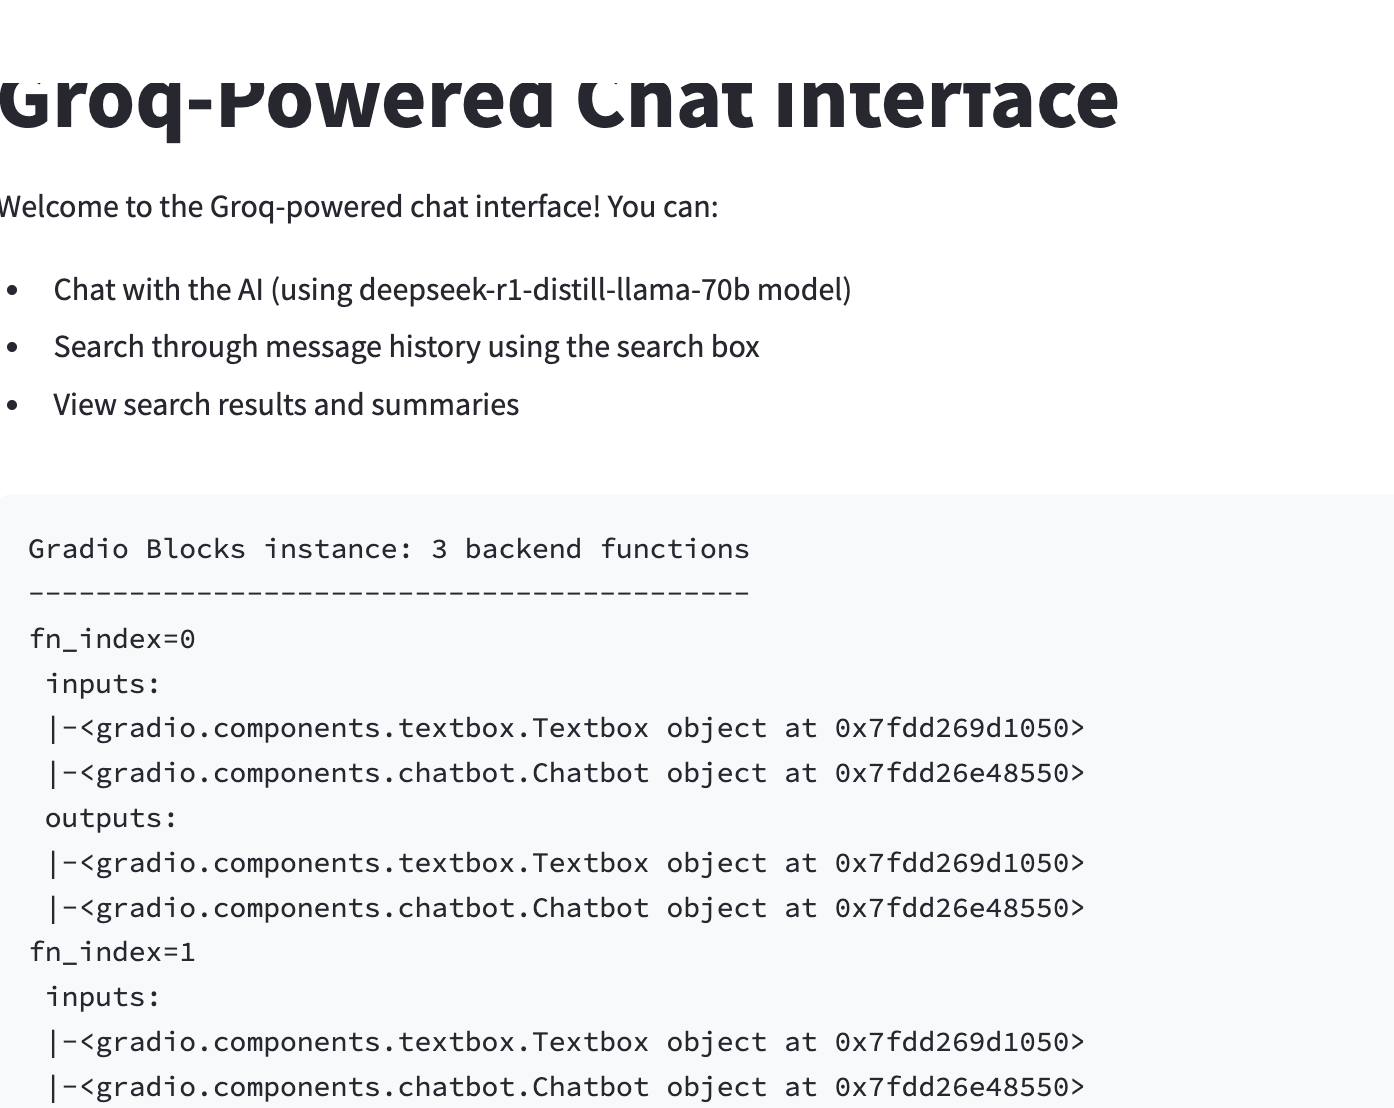 Groq-Powered Chat Interface
Welcome to the Groq-powered chat interface! You can:
• Chat with the AI (using deepseek-r1-distill-llama-70b model)
• Search through message history using the search box
• View search results and summaries
Gradio Blocks instance: 3 backend functions
-------------------------------------------
fn_index=0
 inputs:
 |-<gradio.components.textbox.Textbox object at 0x7fdd269d1050>
 |-<gradio.components.chatbot.Chatbot object at 0x7fdd26e48550>
 outputs:
 |-<gradio.components.textbox.Textbox object at 0x7fdd269d1050>
 |-<gradio.components.chatbot.Chatbot object at 0x7fdd26e48550>
fn_index=1
 inputs:
 |-<gradio.components.textbox.Textbox object at 0x7fdd269d1050>
 |-<gradio.components.chatbot.Chatbot object at 0x7fdd26e48550>